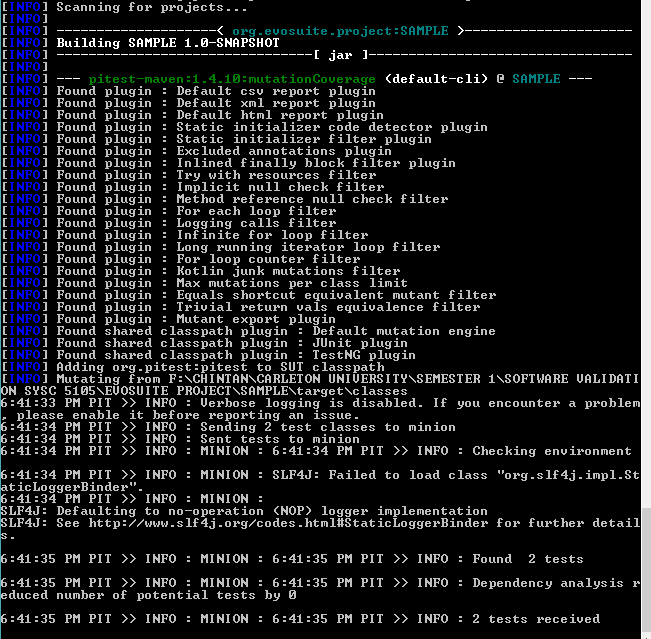 [INFO] Scanning for projects...
[INFO]
[INFO] --------------------< org.evosuite.project:SAMPLE >---------------------
[INFO] Building SAMPLE 1.0-SNAPSHOT
[INFO] --------------------------------[ jar ]---------------------------------
[INFO]
[INFO] --- pitest-maven:1.4.10:mutationCoverage (default-cli) @ SAMPLE ---
[INFO] Found plugin : Default csv report plugin
[INFO] Found plugin : Default xml report plugin
[INFO] Found plugin : Default html report plugin
[INFO] Found plugin : Static initializer code detector plugin
[INFO] Found plugin : Static initializer filter plugin
[INFO] Found plugin : Excluded annotations plugin
[INFO] Found plugin : Inlined finally block filter plugin
[INFO] Found plugin : Try with resources filter
[INFO] Found plugin : Implicit null check filter
[INFO] Found plugin : Method reference null check filter
[INFO] Found plugin : For each loop filter
[INFO] Found plugin : Logging calls filter
[INFO] Found plugin : Infinite for loop filter
[INFO] Found plugin : Long running iterator loop filter
[INFO] Found plugin : For loop counter filter
[INFO] Found plugin : Kotlin junk mutations filter
[INFO] Found plugin : Max mutations per class limit
[INFO] Found plugin : Equals shortcut equivalent mutant filter
[INFO] Found plugin : Trivial return vals equivalence filter
[INFO] Found plugin : Mutant export plugin
[INFO] Found shared classpath plugin : Default mutation engine
[INFO] Found shared classpath plugin : JUnit plugin
[INFO] Found shared classpath plugin : TestNG plugin
[INFO] Adding org.pitest:pitest to SUT classpath
[INFO] Mutating from F:\CHINTAN\CARLETON UNIVERSITY\SEMESTER 1\SOFTWARE VALIDATI
ON SYSC 5105\EVOSUITE PROJECT\SAMPLE\target\classes
6:41:33 PM PIT >> INFO : Verbose logging is disabled. If you encounter a problem
, please enable it before reporting an issue.
6:41:34 PM PIT >> INFO : Sending 2 test classes to minion
6:41:34 PM PIT >> INFO : Sent tests to minion
6:41:34 PM PIT >> INFO : MINION : 6:41:34 PM PIT >> INFO : Checking environment
6:41:34 PM PIT >> INFO : MINION : SLF4J: Failed to load class "org.slf4j.impl.St
aticLoggerBinder".
6:41:34 PM PIT >> INFO : MINION :
SLF4J: Defaulting to no-operation (NOP) logger implementation
SLF4J: See http://www.slf4j.org/codes.html#StaticLoggerBinder for further detail
s.
6:41:35 PM PIT >> INFO : MINION : 6:41:35 PM PIT >> INFO : Found  2 tests
6:41:35 PM PIT >> INFO : MINION : 6:41:35 PM PIT >> INFO : Dependency analysis r
educed number of potential tests by 0
6:41:35 PM PIT >> INFO : MINION : 6:41:35 PM PIT >> INFO : 2 tests received